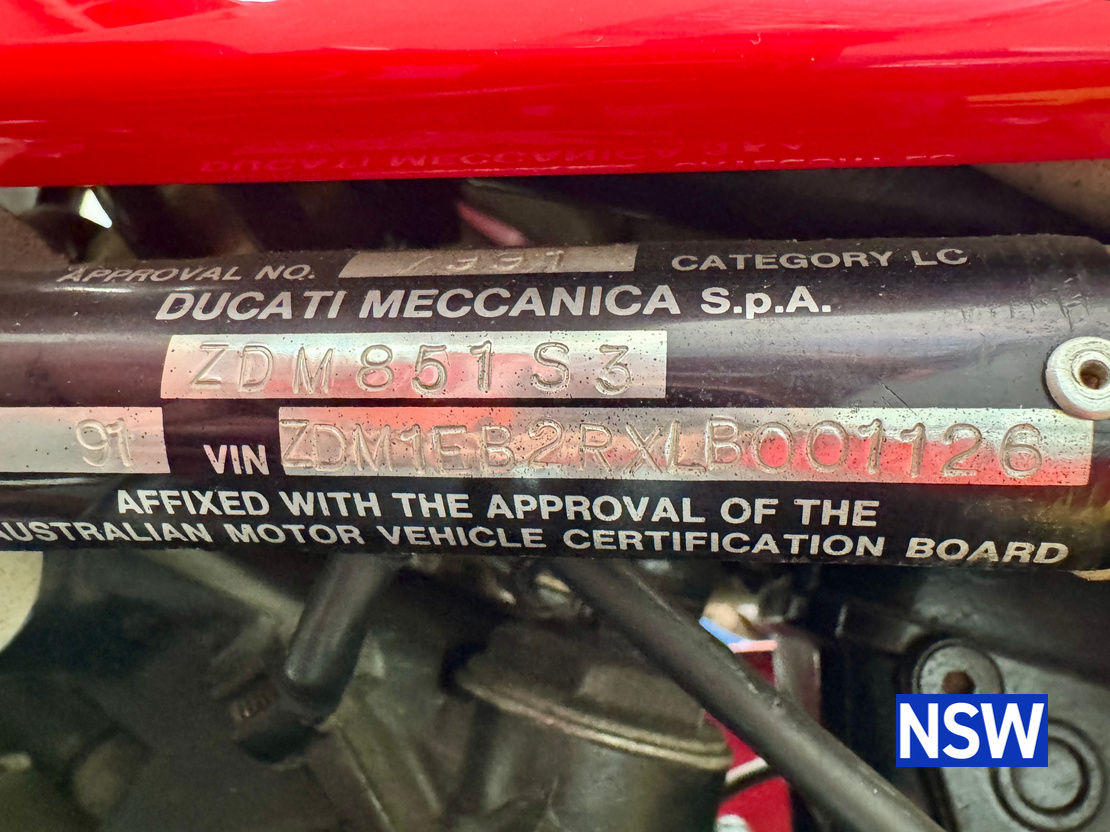 APPROVAL NO. 7331 CATEGORY LC
DUCATI MECCANICA S.p.A.
ZDM851S3
91 VIN ZDM1EB2RXLB001126
AFFIXED WITH THE APPROVAL OF THE
AUSTRALIAN MOTOR VEHICLE CERTIFICATION BOARD
NSW